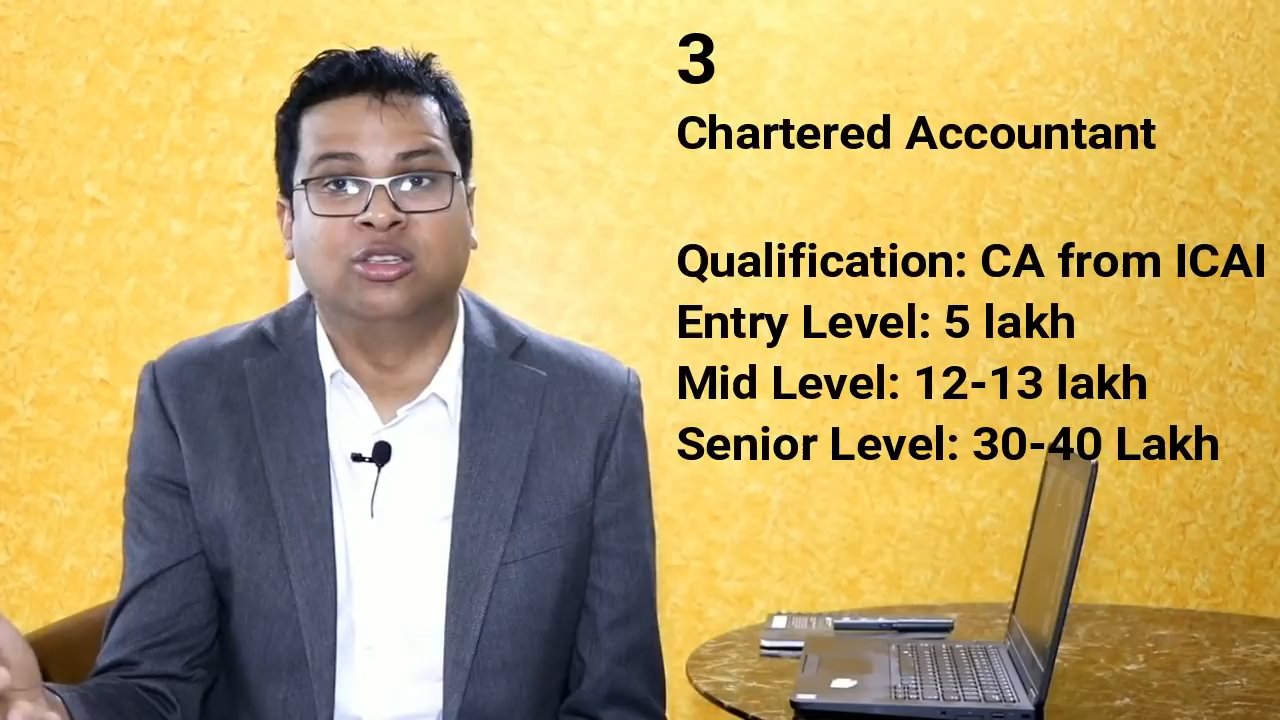 3
Chartered Accountant
Qualification: CA from ICAI
Entry Level: 5 lakh
Mid Level: 12-13 lakh
Senior Level: 30-40 Lakh